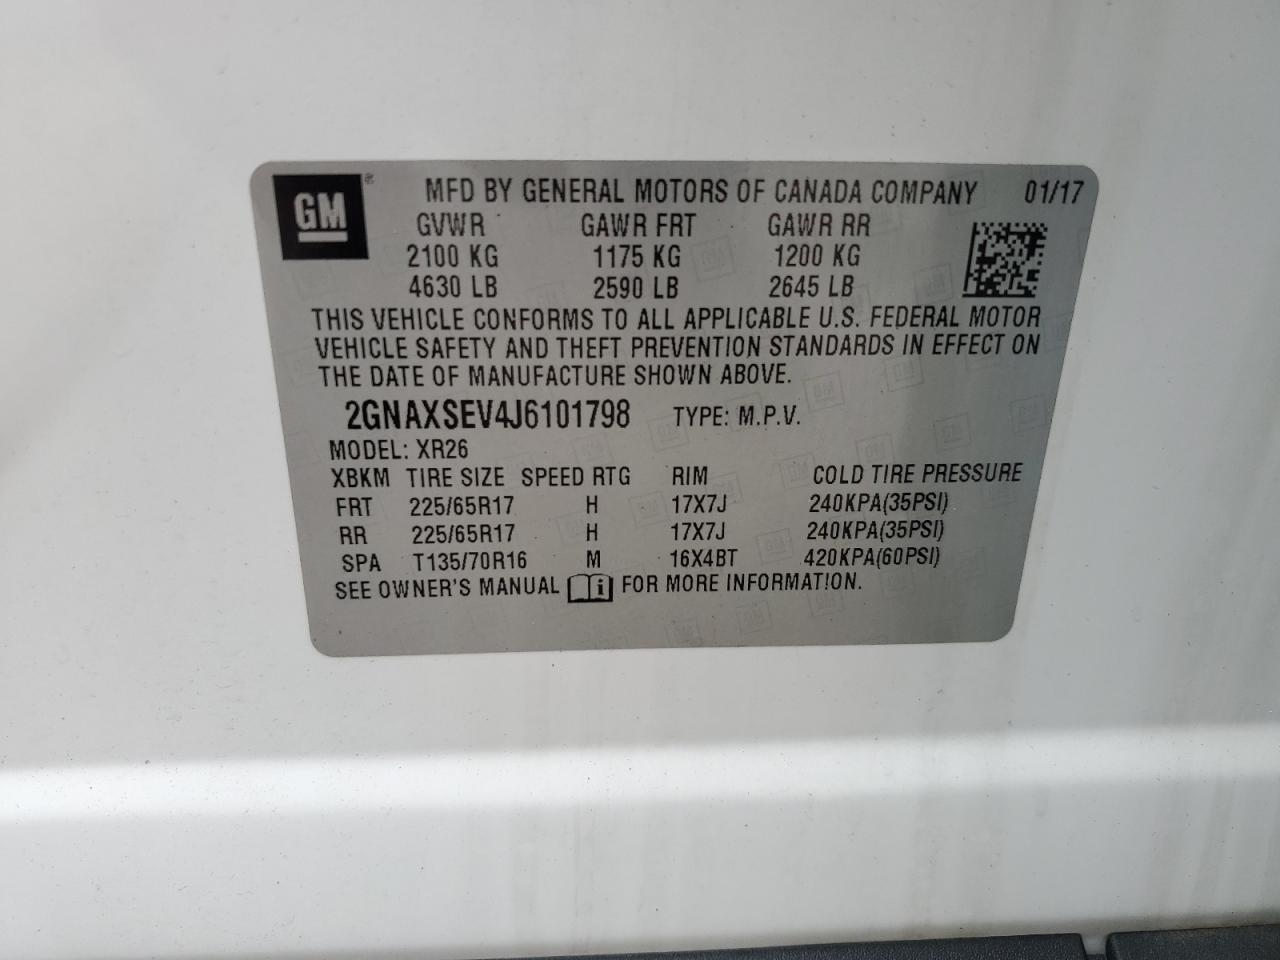 GM ® MFD BY GENERAL MOTORS OF CANADA COMPANY 01/17
GVWR GAWR FRT GAWR RR
2100 KG 1175 KG 1200 KG
4630 LB 2590 LB 2645 LB
THIS VEHICLE CONFORMS TO ALL APPLICABLE U.S. FEDERAL MOTOR
VEHICLE SAFETY AND THEFT PREVENTION STANDARDS IN EFFECT ON
THE DATE OF MANUFACTURE SHOWN ABOVE.
2GNAXSEV4J6101798 TYPE: M.P.V.
MODEL: XR26
XBKM TIRE SIZE SPEED RTG RIM COLD TIRE PRESSURE
FRT 225/65R17 H 17X7J 240KPA(35PSI)
RR 225/65R17 H 17X7J 240KPA(35PSI)
SPA T135/70R16 M 16X4BT 420KPA(60PSI)
SEE OWNER'S MANUAL i FOR MORE INFORMATION.